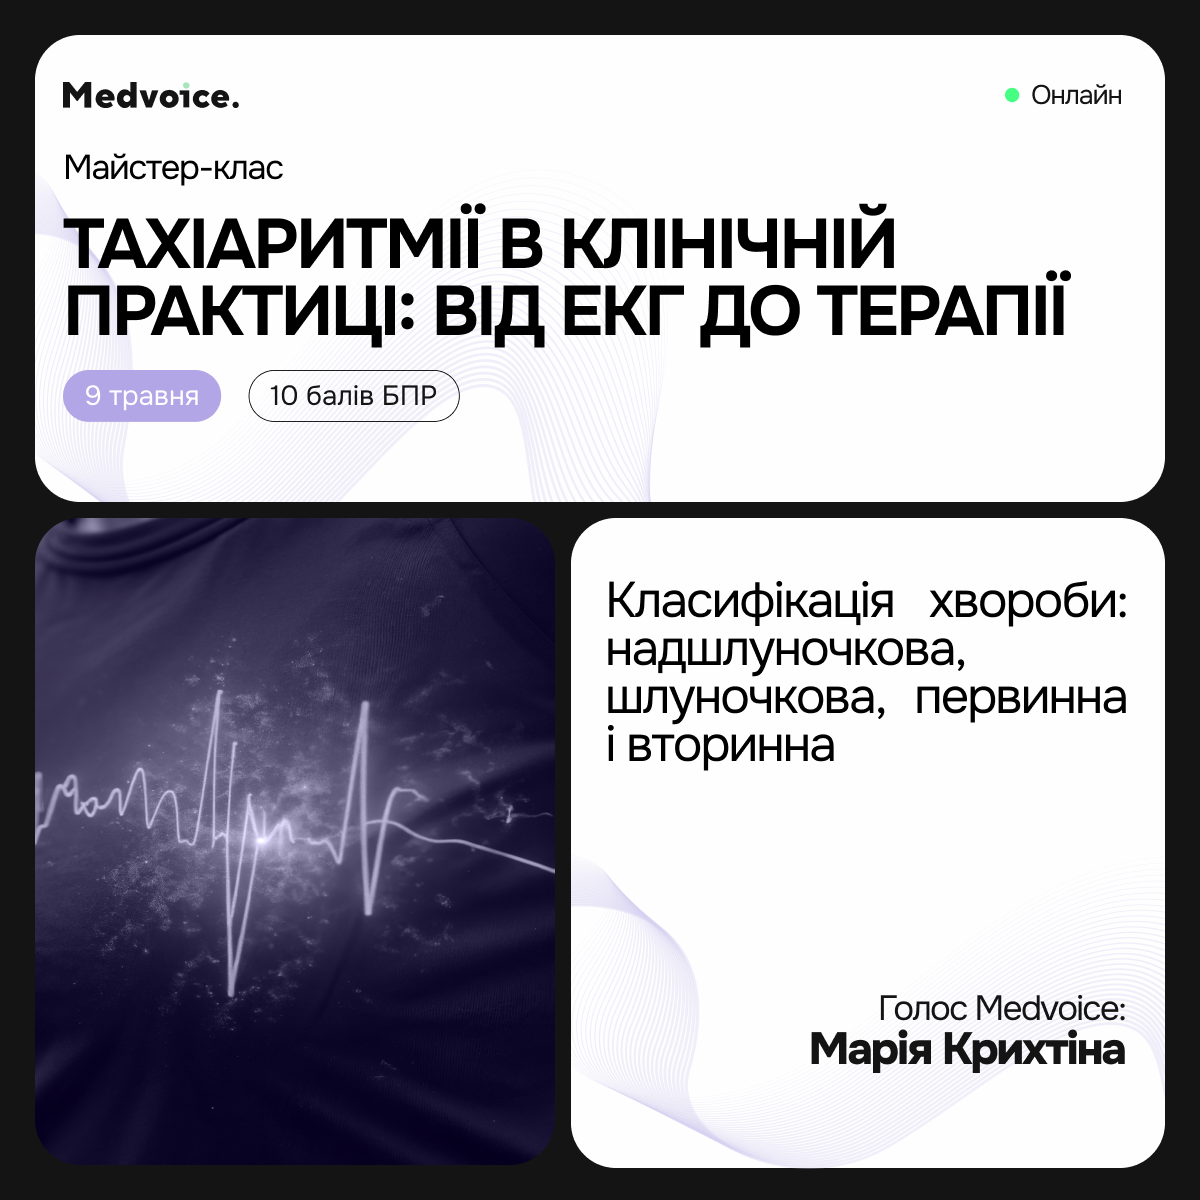 Medvoice.
Онлайн
Майстер-клас
ТАХІАРИТМІЇ В КЛІНІЧНІЙ
ПРАКТИЦІ: ВІД ЕКГ ДО ТЕРАПІЇ
9 травня
10 балів БПР
Класифікація хвороби:
надшлуночкова,
шлуночкова, первинна
і вторинна
Голос Medvoice:
Марія Крихтіна